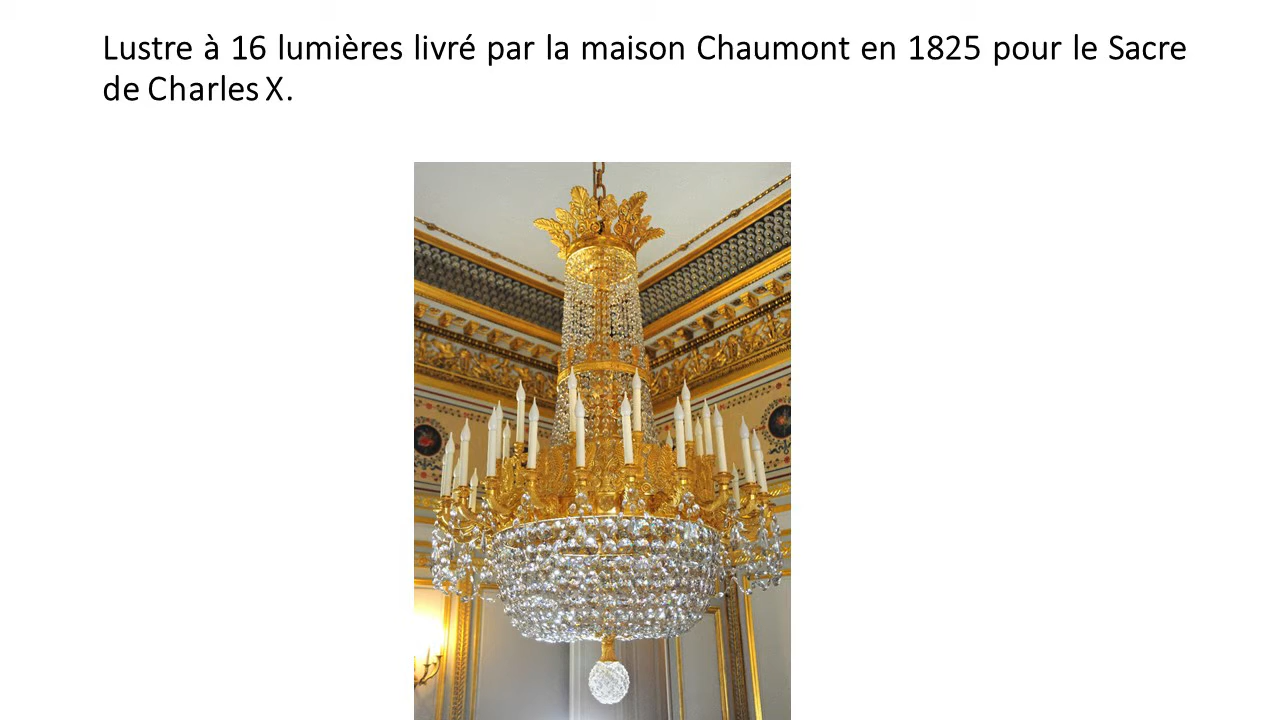 Lustre à 16 lumières livré par la maison Chaumont en 1825 pour le Sacre
de Charles X.